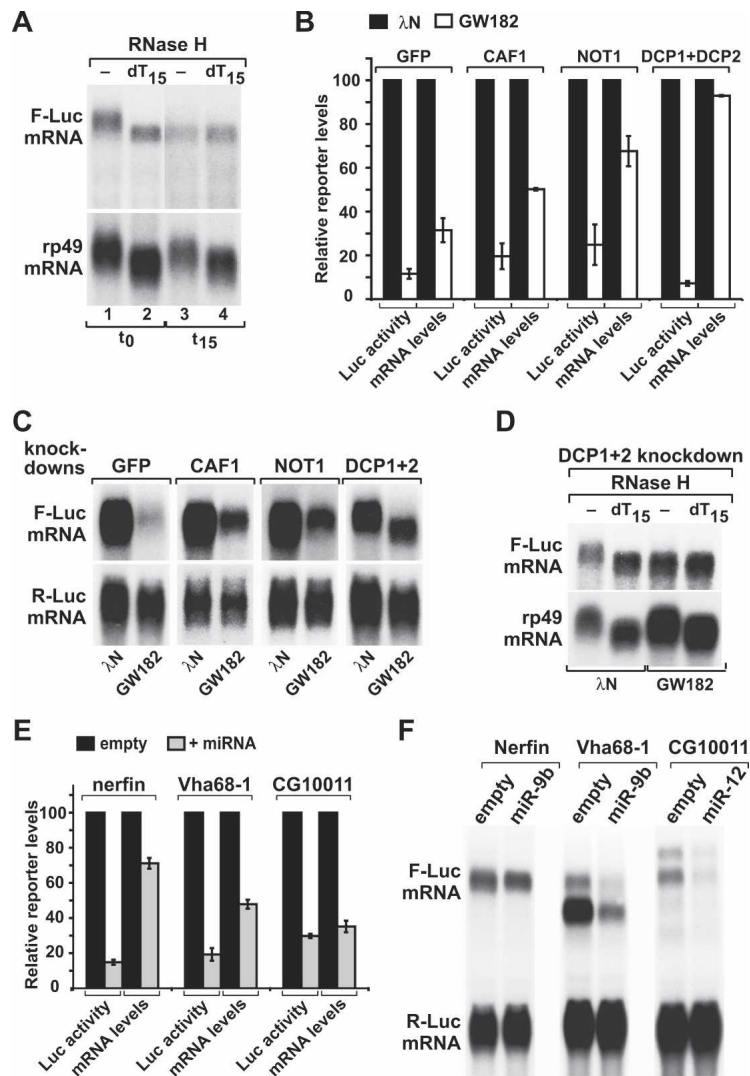 A
RNase H
– dT15 – dT15
F-Luc
mRNA
rp49
mRNA
1 2 3 4
t0 t15
B
λN GW182
GFP CAF1 NOT1 DCP1+DCP2
Relative reporter levels
100
80
60
40
20
0
Luc activity
mRNA levels
Luc activity
mRNA levels
Luc activity
mRNA levels
Luc activity
mRNA levels
C
knock-
downs
GFP CAF1 NOT1 DCP1+2
F-Luc
mRNA
R-Luc
mRNA
λN GW182 λN GW182 λN GW182 λN GW182
D
DCP1+2 knockdown
RNase H
– dT15 – dT15
F-Luc
mRNA
rp49
mRNA
λN GW182
E
empty + miRNA
nerfin Vha68-1 CG10011
Relative reporter levels
100
80
60
40
20
0
Luc activity
mRNA levels
Luc activity
mRNA levels
Luc activity
mRNA levels
F
Nerfin Vha68-1 CG10011
empty miR-9b empty miR-9b empty miR-12
F-Luc
mRNA
R-Luc
mRNA